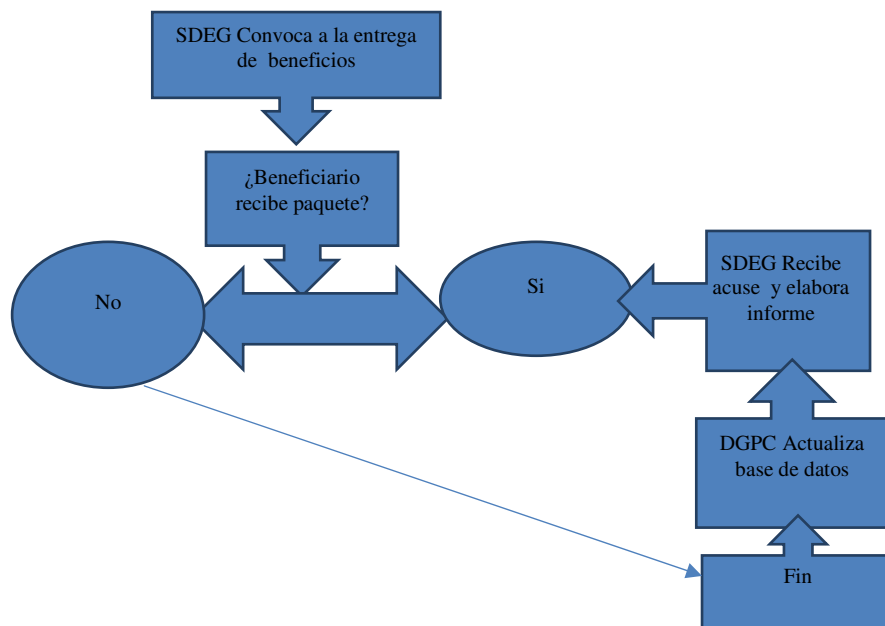 SDEG Convoca a la entrega
de beneficios
¿Beneficiario
recibe paquete?
No
Si
SDEG Recibe
acuse y elabora
informe
DGPC Actualiza
base de datos
Fin